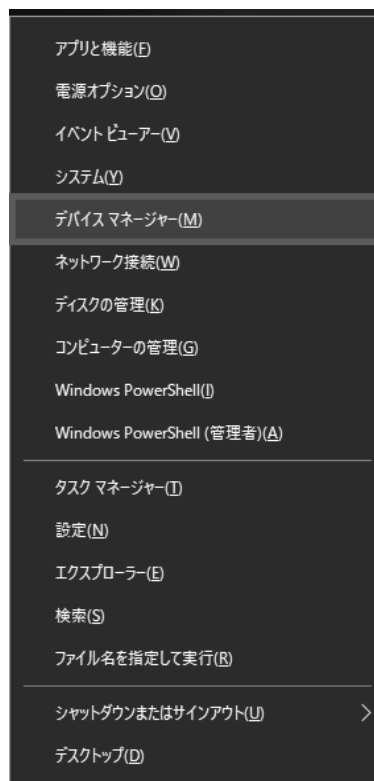 アプリと機能(F)
電源オプション(O)
イベント ビューアー(V)
システム(Y)
デバイス マネージャー(M)
ネットワーク接続(W)
ディスクの管理(K)
コンピューターの管理(G)
Windows PowerShell(I)
Windows PowerShell (管理者)(A)
タスク マネージャー(T)
設定(N)
エクスプローラー(E)
検索(S)
ファイル名を指定して実行(R)
シャットダウンまたはサインアウト(U)
デスクトップ(D)